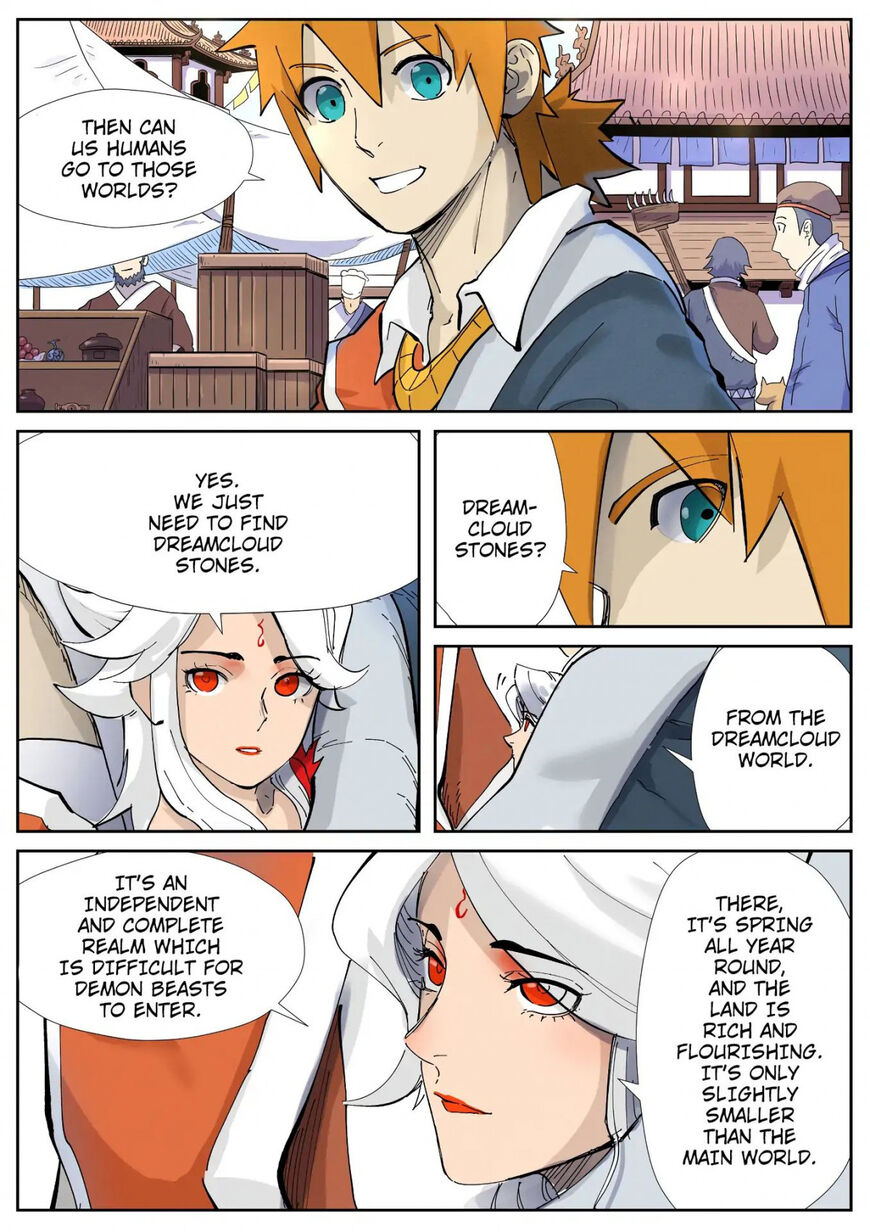 THEN CAN
US HUMANS
GO TO THOSE
WORLDS?
YES.
WE JUST
NEED TO FIND
DREAMCLOUD
STONES.
DREAM-
CLOUD
STONES?
FROM THE
DREAMCLOUD
WORLD.
IT'S AN
INDEPENDENT
AND COMPLETE
REALM WHICH
IS DIFFICULT FOR
DEMON BEASTS
TO ENTER.
THERE,
IT'S SPRING
ALL YEAR
ROUND,
AND THE
LAND IS
RICH AND
FLOURISHING.
IT'S ONLY
SLIGHTLY
SMALLER
THAN THE
MAIN WORLD.